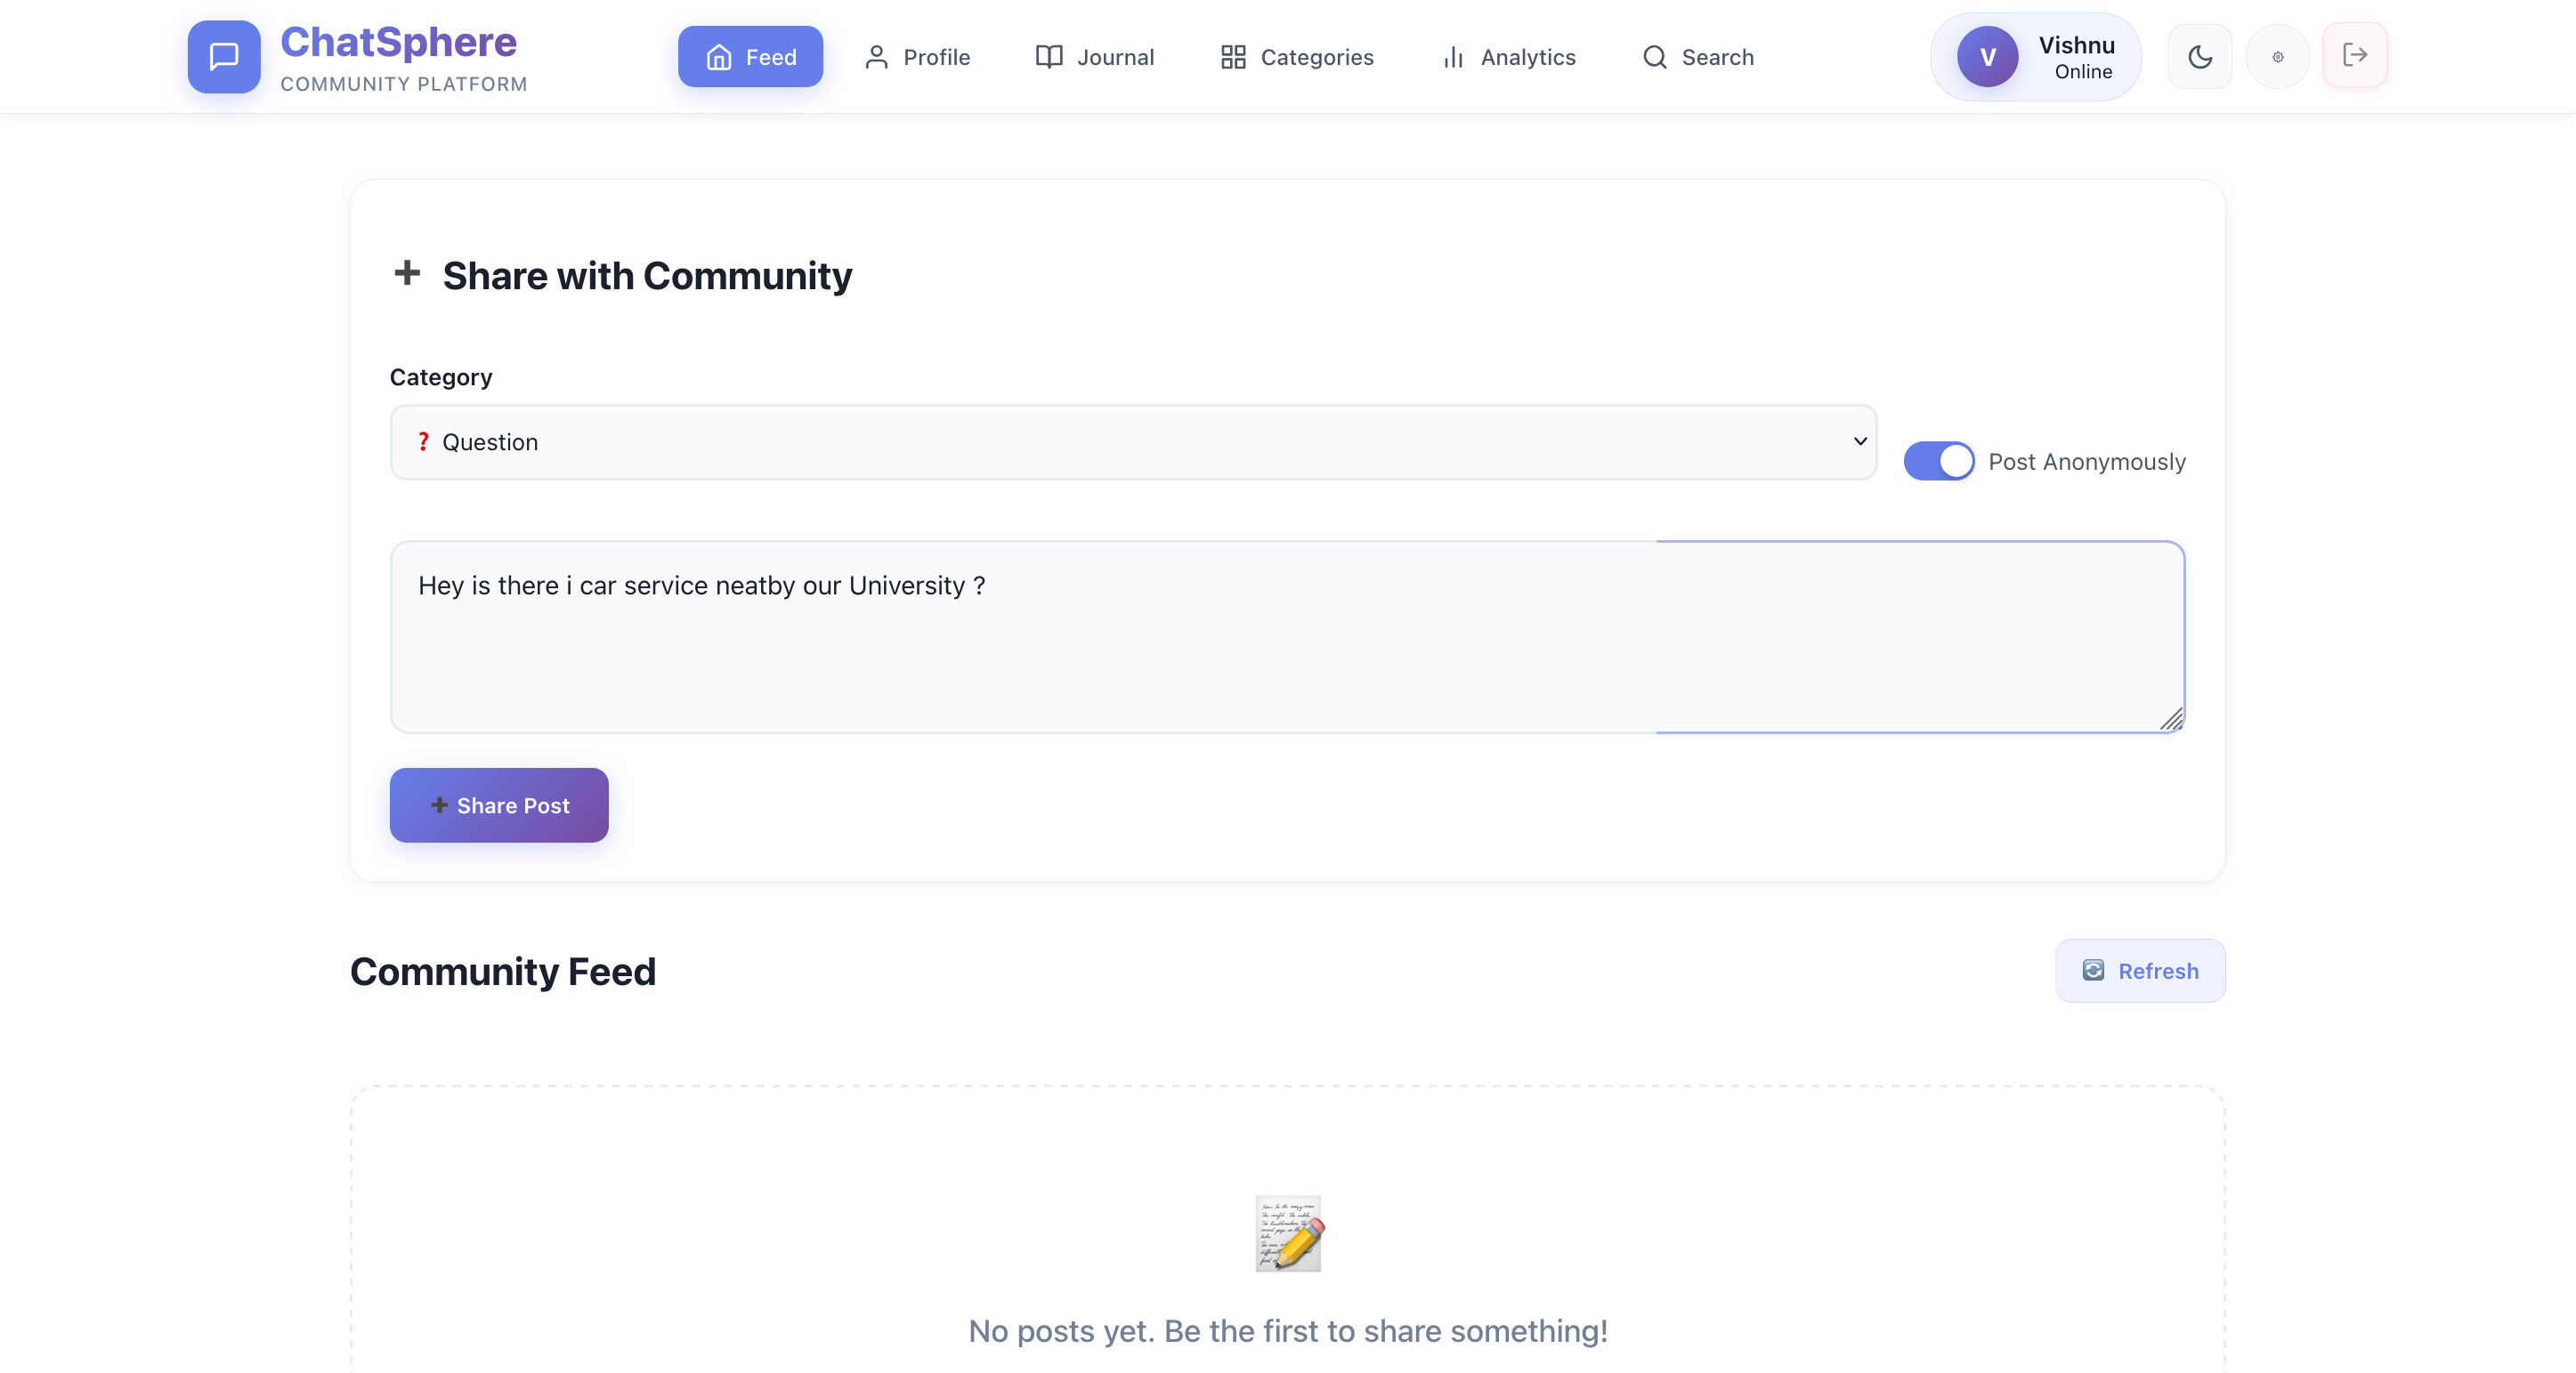 ChatSphere
COMMUNITY PLATFORM
Feed
Profile
Journal
Categories
Analytics
Search
V
Vishnu
Online
Share with Community
Category
❓ Question
Post Anonymously
Hey is there i car service neatby our University ?
Share Post
Community Feed
Refresh
No posts yet. Be the first to share something!